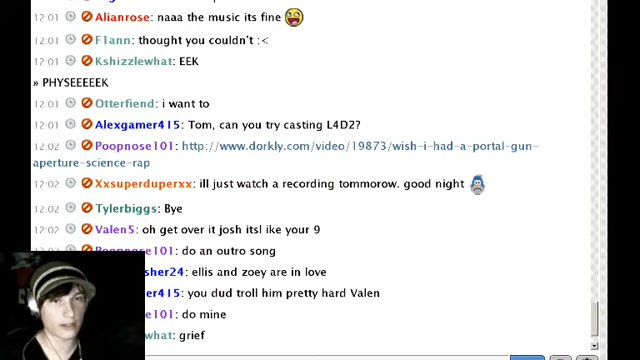 12:01 Alianrose: naaa the music its fine
12:01 F1ann: thought you couldn't :<
12:01 Kshizzlewhat: EEK
» PHYSEEEEEK
12:01 Otterfiend: i want to
12:01 Alexgamer415: Tom, can you try casting L4D2?
12:02 Poopnose101: http://www.dorkly.com/video/19873/wish-i-had-a-portal-gun-
aperture-science-rap
12:02 Xxsuperduperxx: ill just watch a recording tommorow. good night
12:02 Tylerbiggs: Bye
12:02 Valen5: oh get over it josh itsl like your 9
12:02 Poopnose101: do an outro song
sher24: ellis and zoey are in love
er415: you dud troll him pretty hard Valen
se101: do mine
what: grief